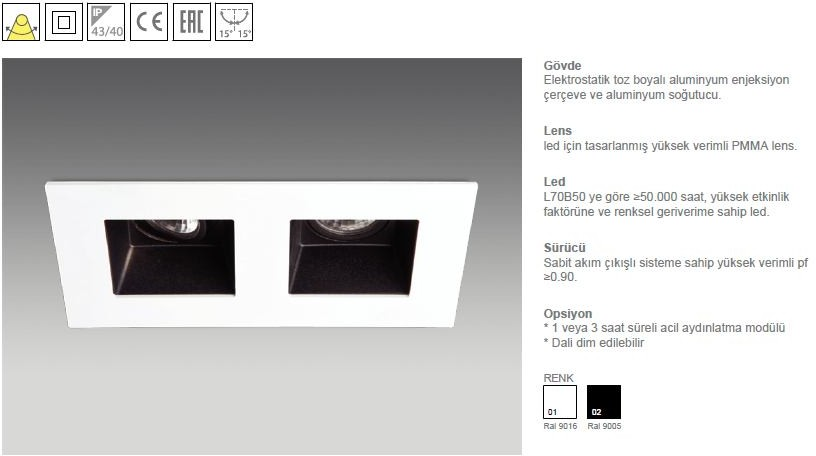 IP
43/40
CE
EAC
15° 15°
Gövde
Elektrostatik toz boyalı aluminyum enjeksiyon
çerçeve ve aluminyum soğutucu.
Lens
led için tasarlanmış yüksek verimli PMMA lens.
Led
L70B50 ye göre ≥50.000 saat, yüksek etkinlik
faktörüne ve renksel geriverime sahip led.
Sürücü
Sabit akım çıkışlı sisteme sahip yüksek verimli pf
≥0.90.
Opsiyon
* 1 veya 3 saat süreli acil aydınlatma modülü
* Dali dim edilebilir
RENK
01 02
Ral 9016 Ral 9005